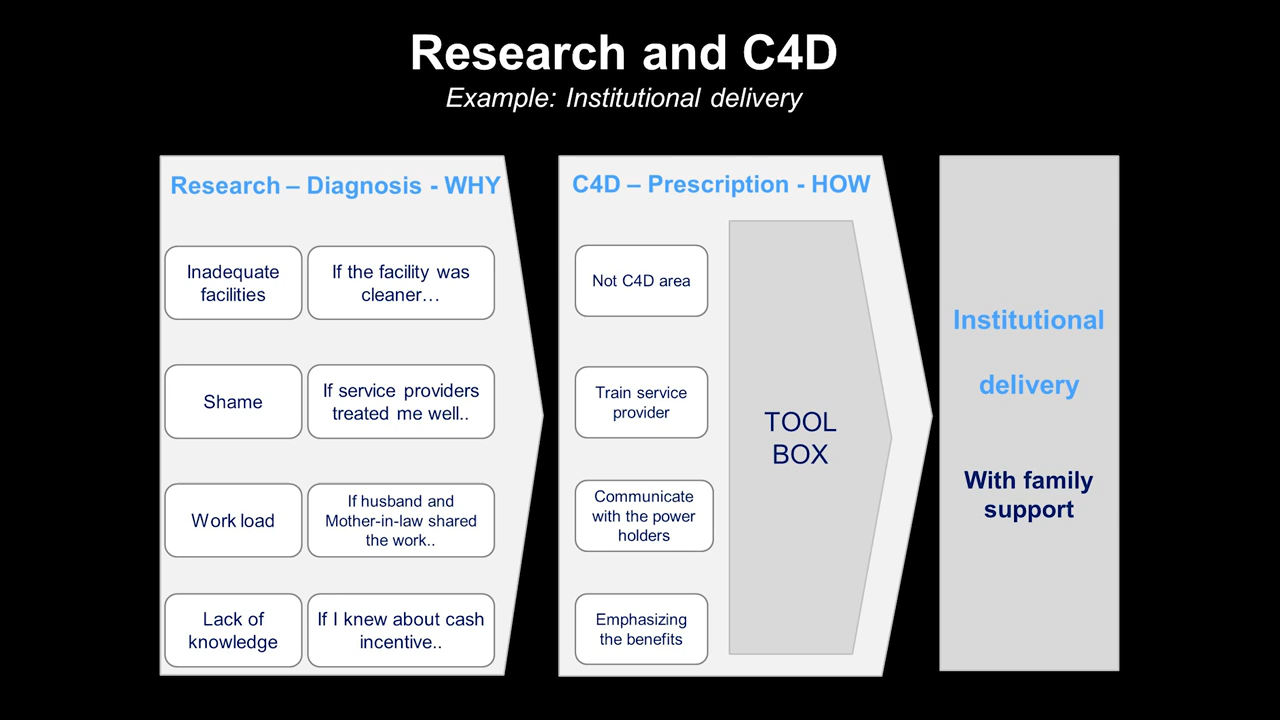 Research and C4D
Example: Institutional delivery
Research – Diagnosis - WHY
Inadequate
facilities
If the facility was
cleaner…
Shame
If service providers
treated me well..
Work load
If husband and
Mother-in-law shared
the work..
Lack of
knowledge
If I knew about cash
incentive..
C4D – Prescription - HOW
Not C4D area
Train service
provider
Communicate
with the power
holders
Emphasizing
the benefits
TOOL
BOX
Institutional
delivery
With family
support